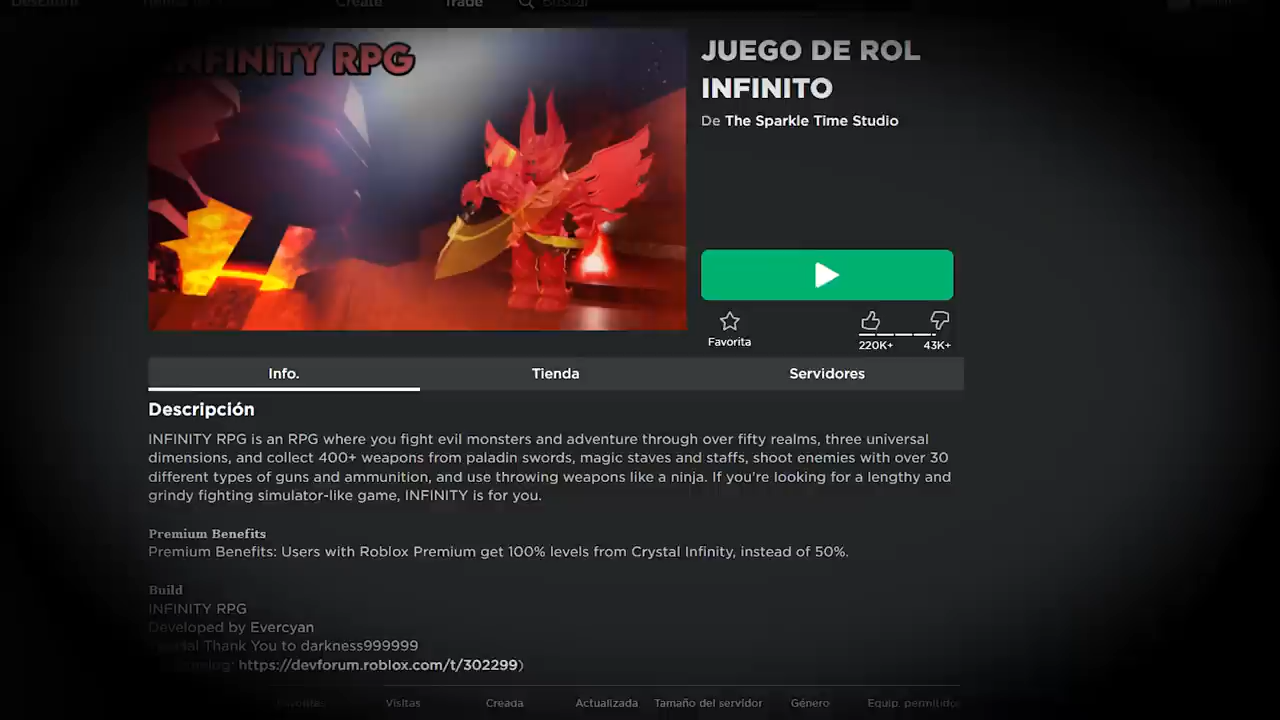 Create
Trade
Buscar
INFINITY RPG
JUEGO DE ROL
INFINITO
De The Sparkle Time Studio
Favorita
220K+
43K+
Info.
Tienda
Servidores
Descripción
INFINITY RPG is an RPG where you fight evil monsters and adventure through over fifty realms, three universal
dimensions, and collect 400+ weapons from paladin swords, magic staves and staffs, shoot enemies with over 30
different types of guns and ammunition, and use throwing weapons like a ninja. If you're looking for a lengthy and
grindy fighting simulator-like game, INFINITY is for you.
Premium Benefits
Premium Benefits: Users with Roblox Premium get 100% levels from Crystal Infinity, instead of 50%.
Build
INFINITY RPG
Developed by Evercyan
Thank You to darkness999999
https://devforum.roblox.com/t/302299)
Visitas
Creada
Actualizada
Tamaño del servidor
Género
Equip. permitido